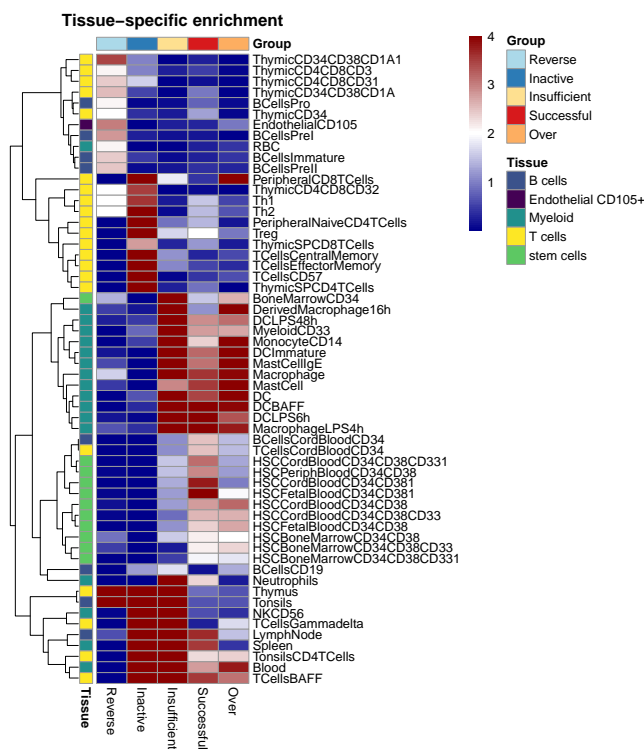 Tissue-specific enrichment
Group
ThymicCD34CD38CD1A1
ThymicCD4CD8CD3
ThymicCD4CD8CD31
ThymicCD34CD38CD1A
BCellsPro
ThymicCD34
EndothelialCD105
BCellsPreI
RBC
BCellsImmature
BCellsPreII
PeripheralCD8TCells
ThymicCD4CD8CD32
Th1
Th2
PeripheralNaiveCD4TCells
Treg
ThymicSPCD8TCells
TCellsCentralMemory
TCellsEffectorMemory
TCellsCD57
ThymicSPCD4TCells
BoneMarrowCD34
DerivedMacrophage16h
DCLPS48h
MyeloidCD33
MonocyteCD14
DCImmature
MastCellIgE
Macrophage
MastCell
DC
DCBAFF
DCLPS6h
MacrophageLPS4h
BCellsCordBloodCD34
TCellsCordBloodCD34
HSCCordBloodCD34CD38CD331
HSCPeriphBloodCD34CD38
HSCCordBloodCD34CD381
HSCFetalBloodCD34CD381
HSCCordBloodCD34CD38
HSCCordBloodCD34CD38CD33
HSCFetalBloodCD34CD38
HSCBoneMarrowCD34CD38
HSCBoneMarrowCD34CD38CD33
HSCBoneMarrowCD34CD38CD331
BCellsCD19
Neutrophils
Thymus
Tonsils
NKCD56
TCellsGammadelta
LymphNode
Spleen
TonsilsCD4TCells
Blood
TCellsBAFF
Tissue
Reverse
Inactive
Insufficient
Successful
Over
4
3
2
1
Group
Reverse
Inactive
Insufficient
Successful
Over
Tissue
B cells
Endothelial CD105+
Myeloid
T cells
stem cells